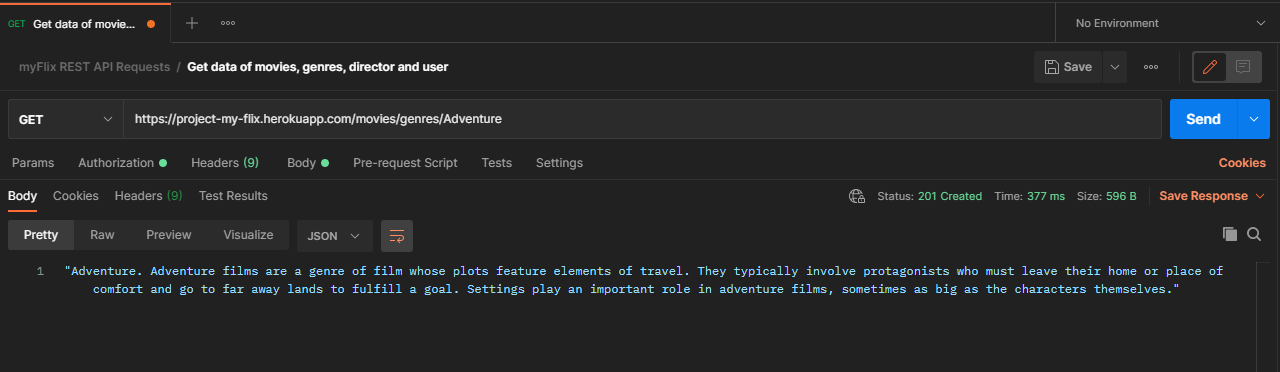 GET Get data of movie... No Environment
myFlix REST API Requests / Get data of movies, genres, director and user Save
GET https://project-my-flix.herokuapp.com/movies/genres/Adventure Send
Params Authorization Headers (9) Body Pre-request Script Tests Settings Cookies
Body Cookies Headers (9) Test Results Status: 201 Created Time: 377 ms Size: 596 B Save Response
Pretty Raw Preview Visualize JSON
1 "Adventure. Adventure films are a genre of film whose plots feature elements of travel. They typically involve protagonists who must leave their home or place of
comfort and go to far away lands to fulfill a goal. Settings play an important role in adventure films, sometimes as big as the characters themselves."